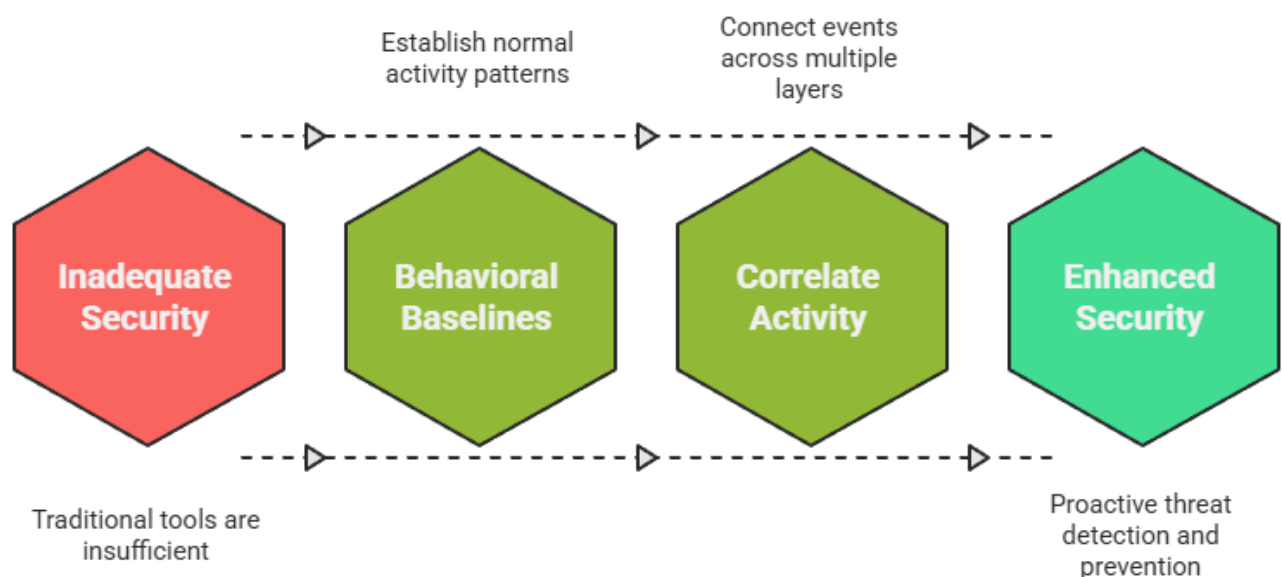 Establish normal
activity patterns
Connect events
across multiple
layers
Inadequate
Security
Behavioral
Baselines
Correlate
Activity
Enhanced
Security
Traditional tools are
insufficient
Proactive threat
detection and
prevention